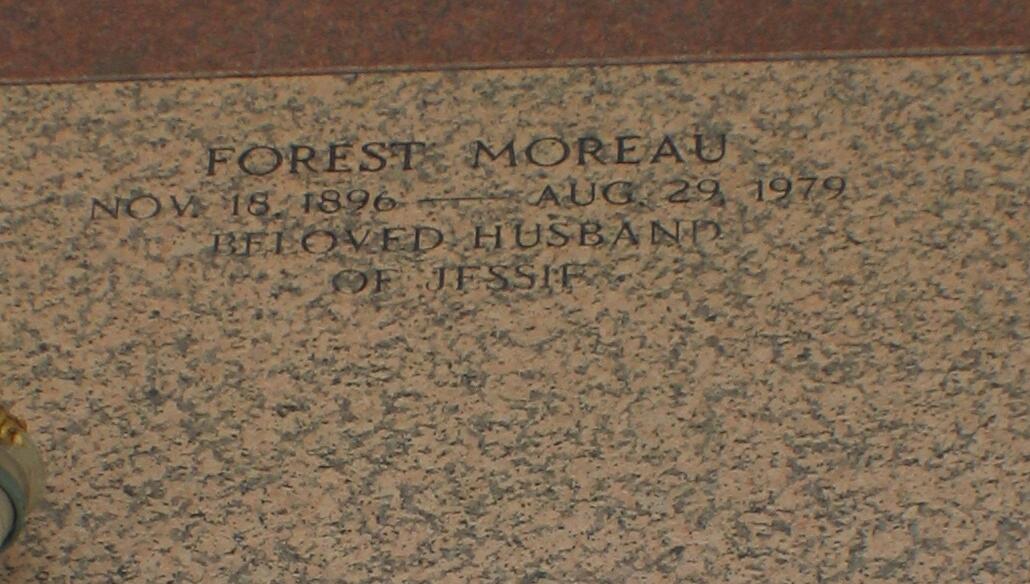 FOREST MOREAU
NOV. 18, 1896 — AUG. 29, 1979
BELOVED HUSBAND
OF JESSIE